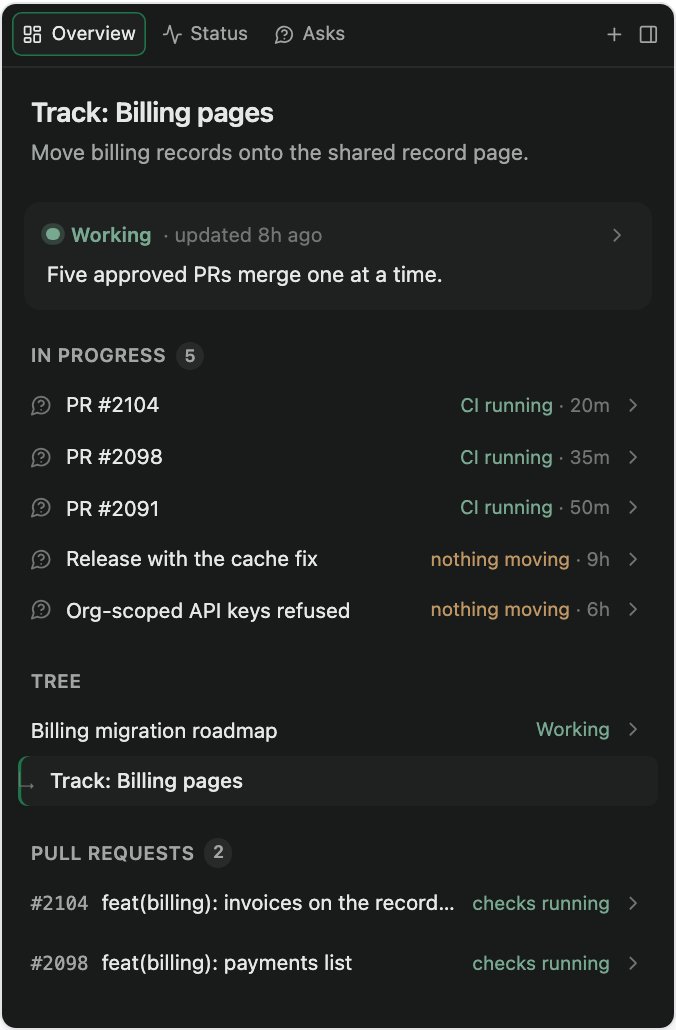 Overview Status Asks
Track: Billing pages
Move billing records onto the shared record page.
Working · updated 8h ago
Five approved PRs merge one at a time.
IN PROGRESS 5
PR #2104 CI running · 20m
PR #2098 CI running · 35m
PR #2091 CI running · 50m
Release with the cache fix nothing moving · 9h
Org-scoped API keys refused nothing moving · 6h
TREE
Billing migration roadmap Working
Track: Billing pages
PULL REQUESTS 2
#2104 feat(billing): invoices on the record... checks running
#2098 feat(billing): payments list checks running